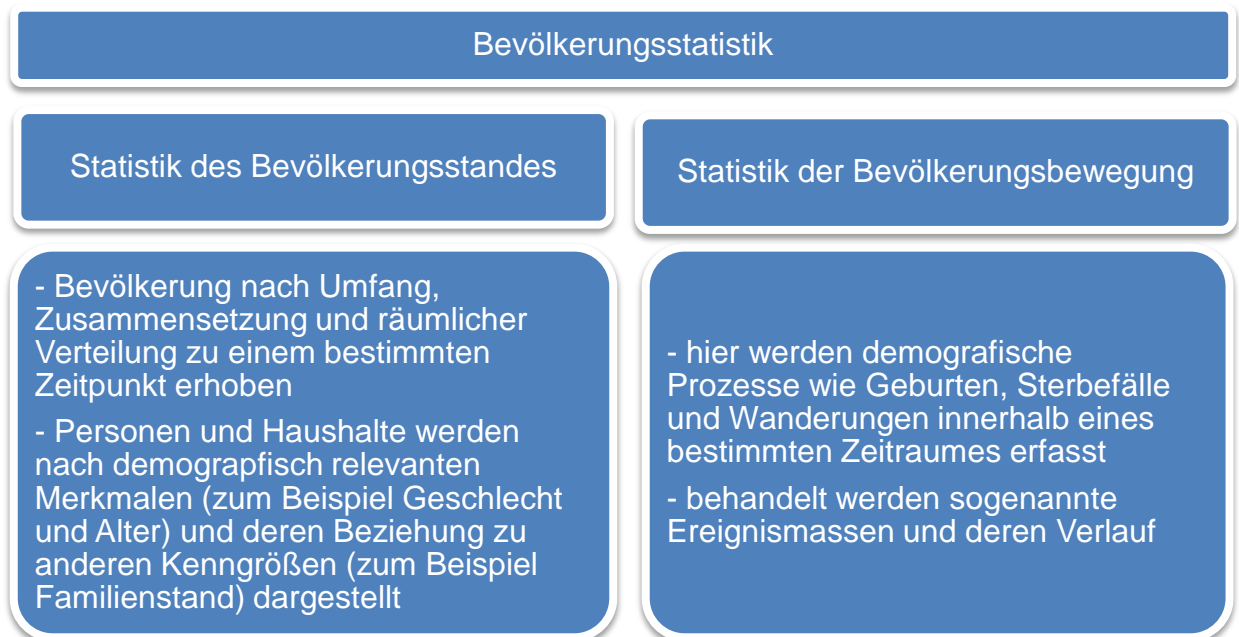 Bevölkerungsstatistik
Statistik des Bevölkerungsstandes
- Bevölkerung nach Umfang,
Zusammensetzung und räumlicher
Verteilung zu einem bestimmten
Zeitpunkt erhoben
- Personen und Haushalte werden
nach demograpfisch relevanten
Merkmalen (zum Beispiel Geschlecht
und Alter) und deren Beziehung zu
anderen Kenngrößen (zum Beispiel
Familienstand) dargestellt
Statistik der Bevölkerungsbewegung
- hier werden demografische
Prozesse wie Geburten, Sterbefälle
und Wanderungen innerhalb eines
bestimmten Zeitraumes erfasst
- behandelt werden sogenannte
Ereignismassen und deren Verlauf